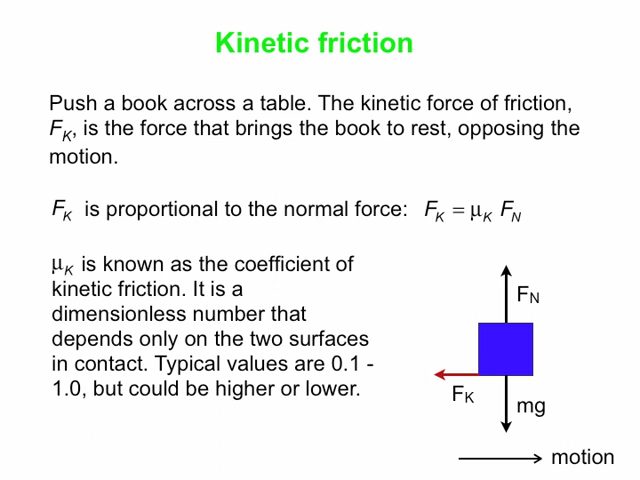 Kinetic friction
Push a book across a table. The kinetic force of friction,
FK, is the force that brings the book to rest, opposing the
motion.
FK is proportional to the normal force: FK = μK FN
μK is known as the coefficient of
kinetic friction. It is a
dimensionless number that
depends only on the two surfaces
in contact. Typical values are 0.1 -
1.0, but could be higher or lower.
FN
FK
mg
motion